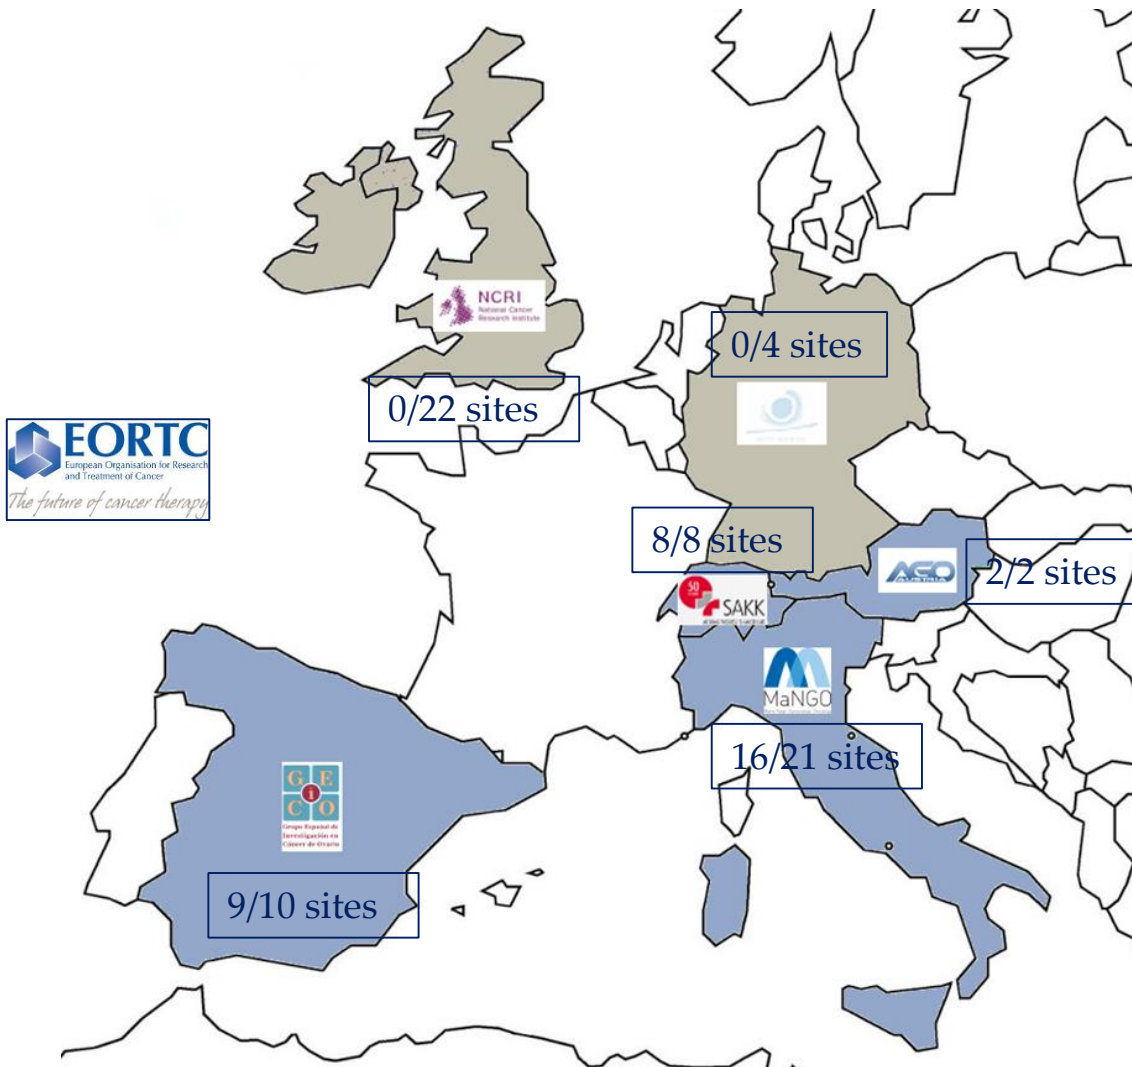 NCRI
National Cancer
Research Institute
0/4 sites
0/22 sites
EORTC
European Organisation for Research
and Treatment of Cancer
The future of cancer therapy
8/8 sites
AGO
AUSTRIA
2/2 sites
50
SAKK
MaNGO
16/21 sites
G E
i
C O
Grupo Español de
Investigación en
Cáncer de Ovario
9/10 sites